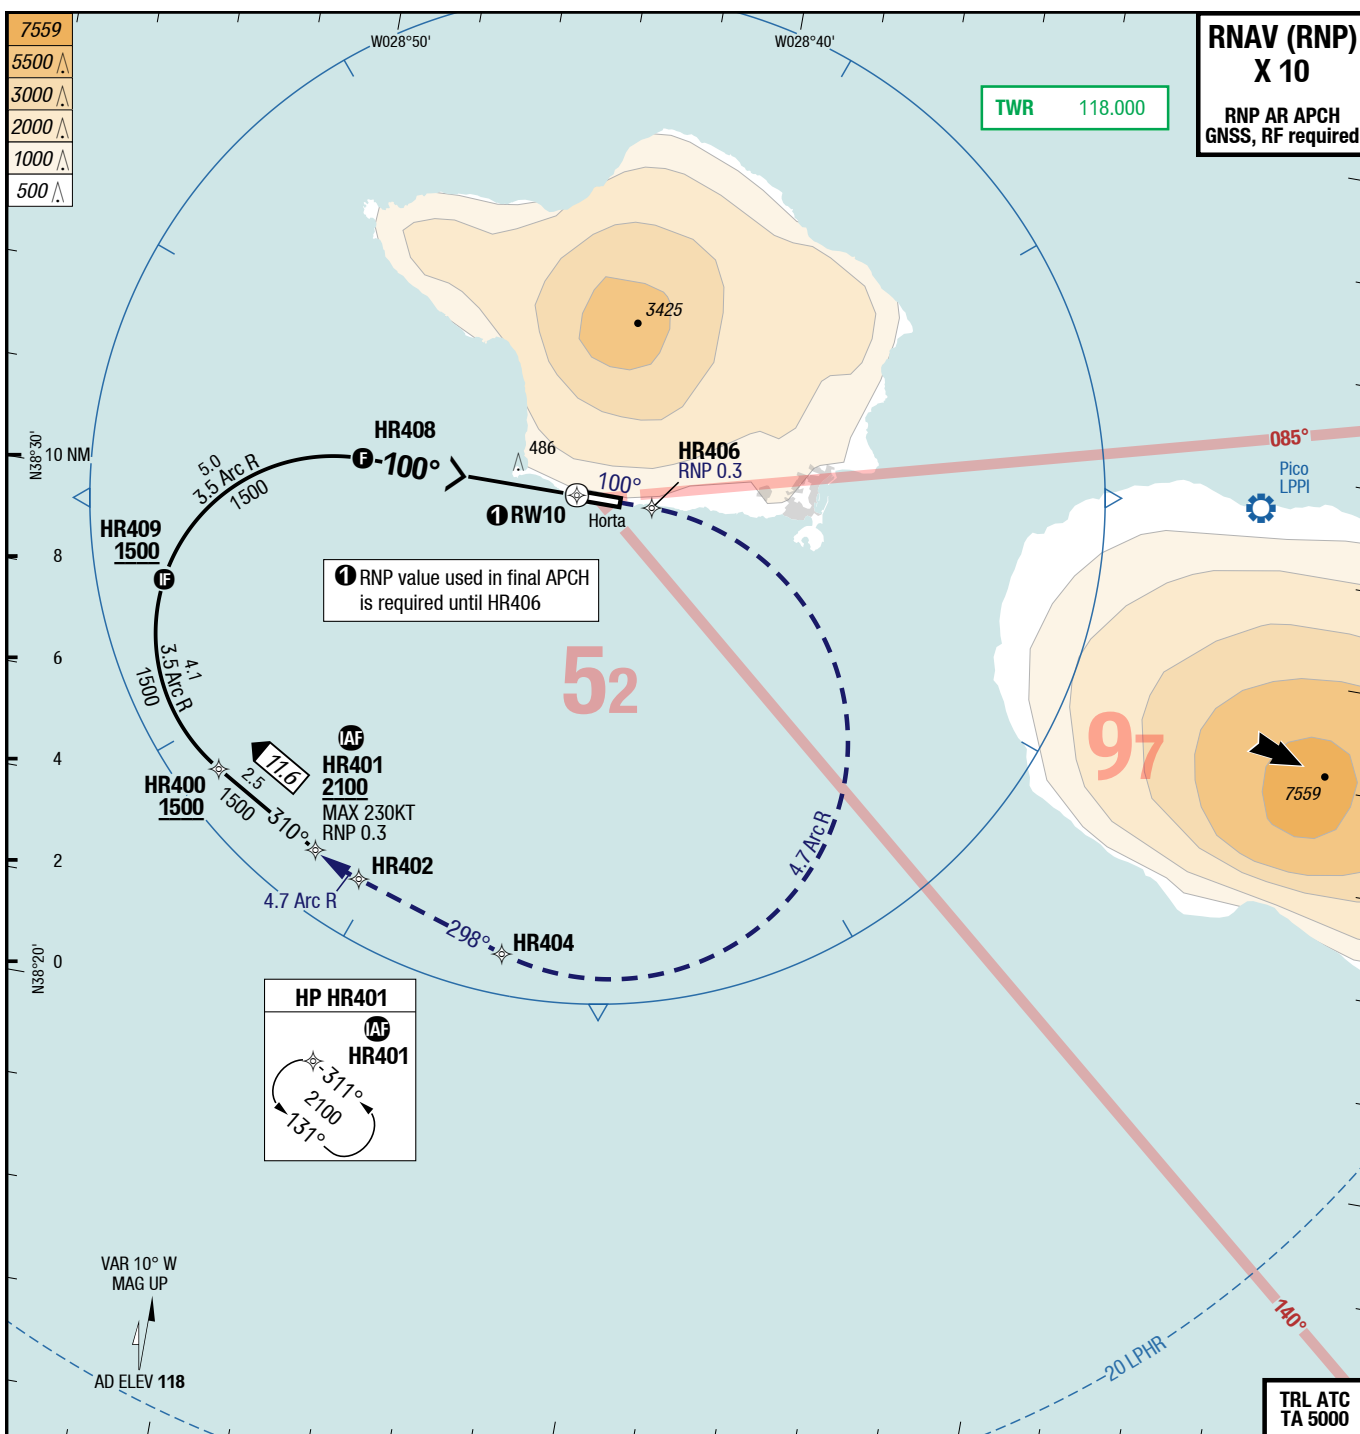 7559
5500
3000
2000
1000
500
W028°50'
W028°40'
RNAV (RNP)
X 10
RNP AR APCH
GNSS, RF required
TWR 118.000
3425
N38°30'
10 NM
8
6
4
2
0
N38°20'
HR408
F
100°
5.0
3.5 Arc R
1500
HR409
1500
IF
486
HR406
RNP 0.3
100°
1 RW10
Horta
085°
Pico
LPPI
1 RNP value used in final APCH
is required until HR406
4.1
3.5 Arc R
1500
52
97
7559
HR400
1500
11.6
2.5
1500
310°
IAF
HR401
2100
MAX 230KT
RNP 0.3
HR402
4.7 Arc R
4.7 Arc R
298°
HR404
HP HR401
IAF
HR401
311°
2100
131°
VAR 10° W
MAG UP
AD ELEV 118
140°
20 LPHR
TRL ATC
TA 5000